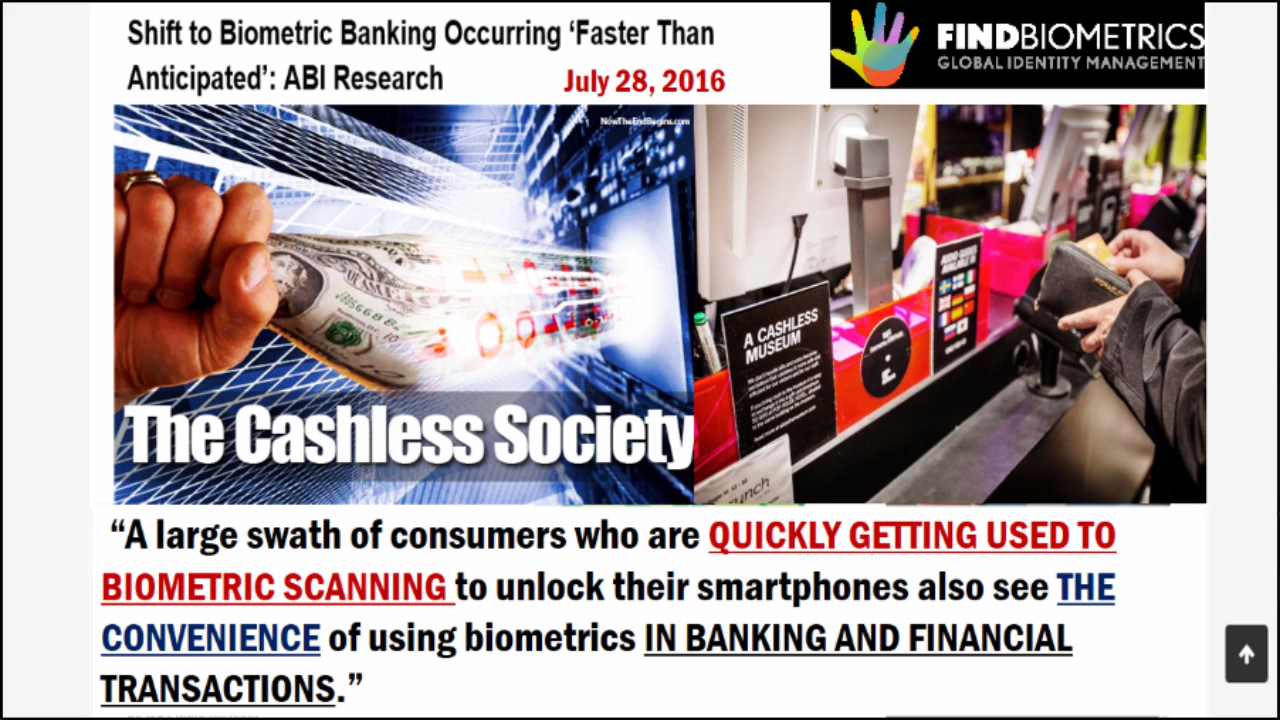 Shift to Biometric Banking Occurring ‘Faster Than
Anticipated’: ABI Research
July 28, 2016
FINDBIOMETRICS
GLOBAL IDENTITY MANAGEMENT
NowTheEndBegins.com
The Cashless Society
A CASHLESS
MUSEUM
“A large swath of consumers who are QUICKLY GETTING USED TO
BIOMETRIC SCANNING to unlock their smartphones also see THE
CONVENIENCE of using biometrics IN BANKING AND FINANCIAL
TRANSACTIONS.”